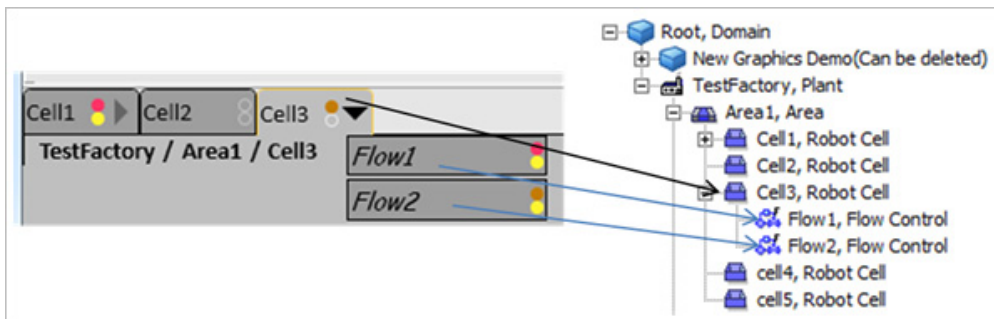 Cell1
Cell2
Cell3
TestFactory / Area1 / Cell3
Flow1
Flow2
Root, Domain
New Graphics Demo(Can be deleted)
TestFactory, Plant
Area1, Area
Cell1, Robot Cell
Cell2, Robot Cell
Cell3, Robot Cell
Flow1, Flow Control
Flow2, Flow Control
cell4, Robot Cell
cell5, Robot Cell